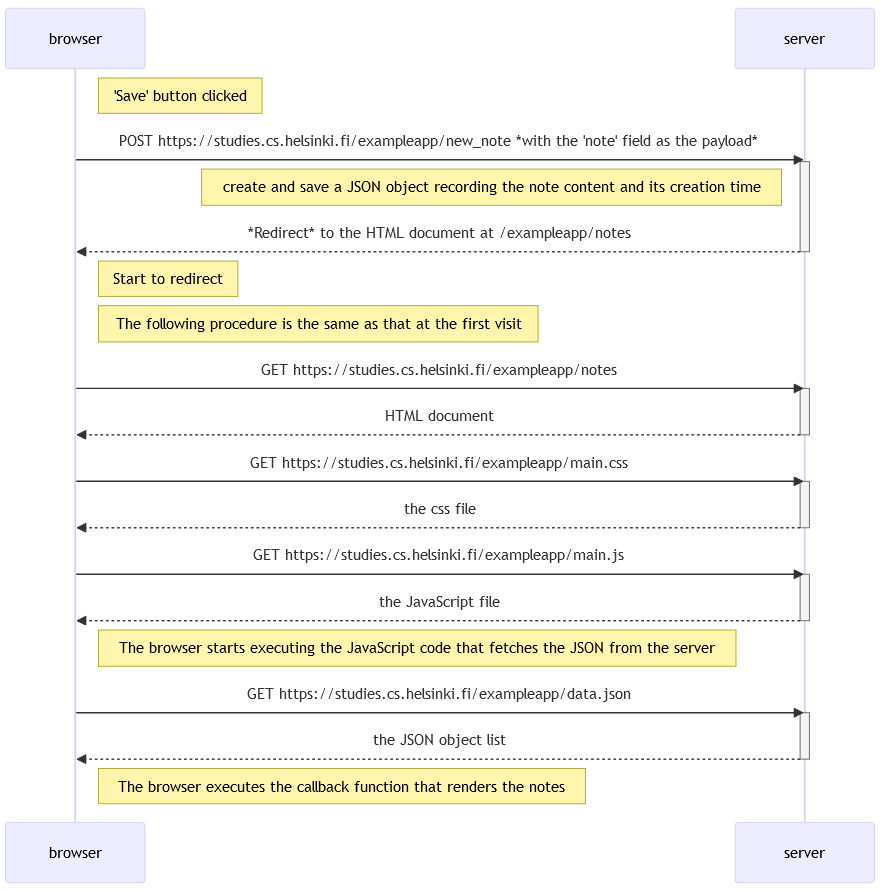 browser
server
'Save' button clicked
POST https://studies.cs.helsinki.fi/exampleapp/new_note *with the 'note' field as the payload*
create and save a JSON object recording the note content and its creation time
*Redirect* to the HTML document at /exampleapp/notes
Start to redirect
The following procedure is the same as that at the first visit
GET https://studies.cs.helsinki.fi/exampleapp/notes
HTML document
GET https://studies.cs.helsinki.fi/exampleapp/main.css
the css file
GET https://studies.cs.helsinki.fi/exampleapp/main.js
the JavaScript file
The browser starts executing the JavaScript code that fetches the JSON from the server
GET https://studies.cs.helsinki.fi/exampleapp/data.json
the JSON object list
The browser executes the callback function that renders the notes
browser
server